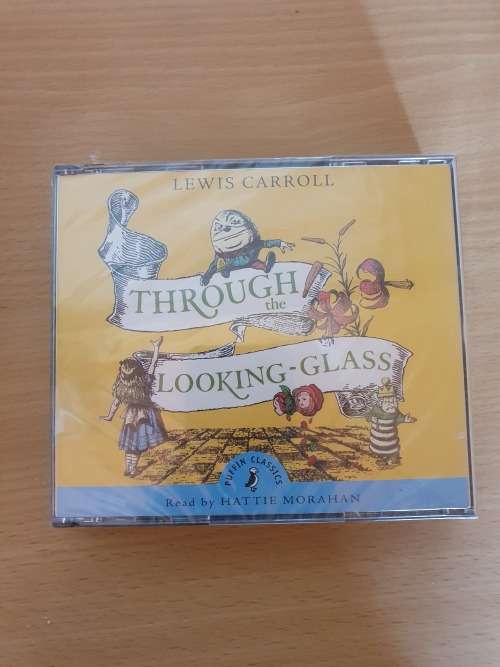 LEWIS CARROLL
THROUGH
the
LOOKING-GLASS
PUFFIN CLASSICS
Read by HATTIE MORAHAN